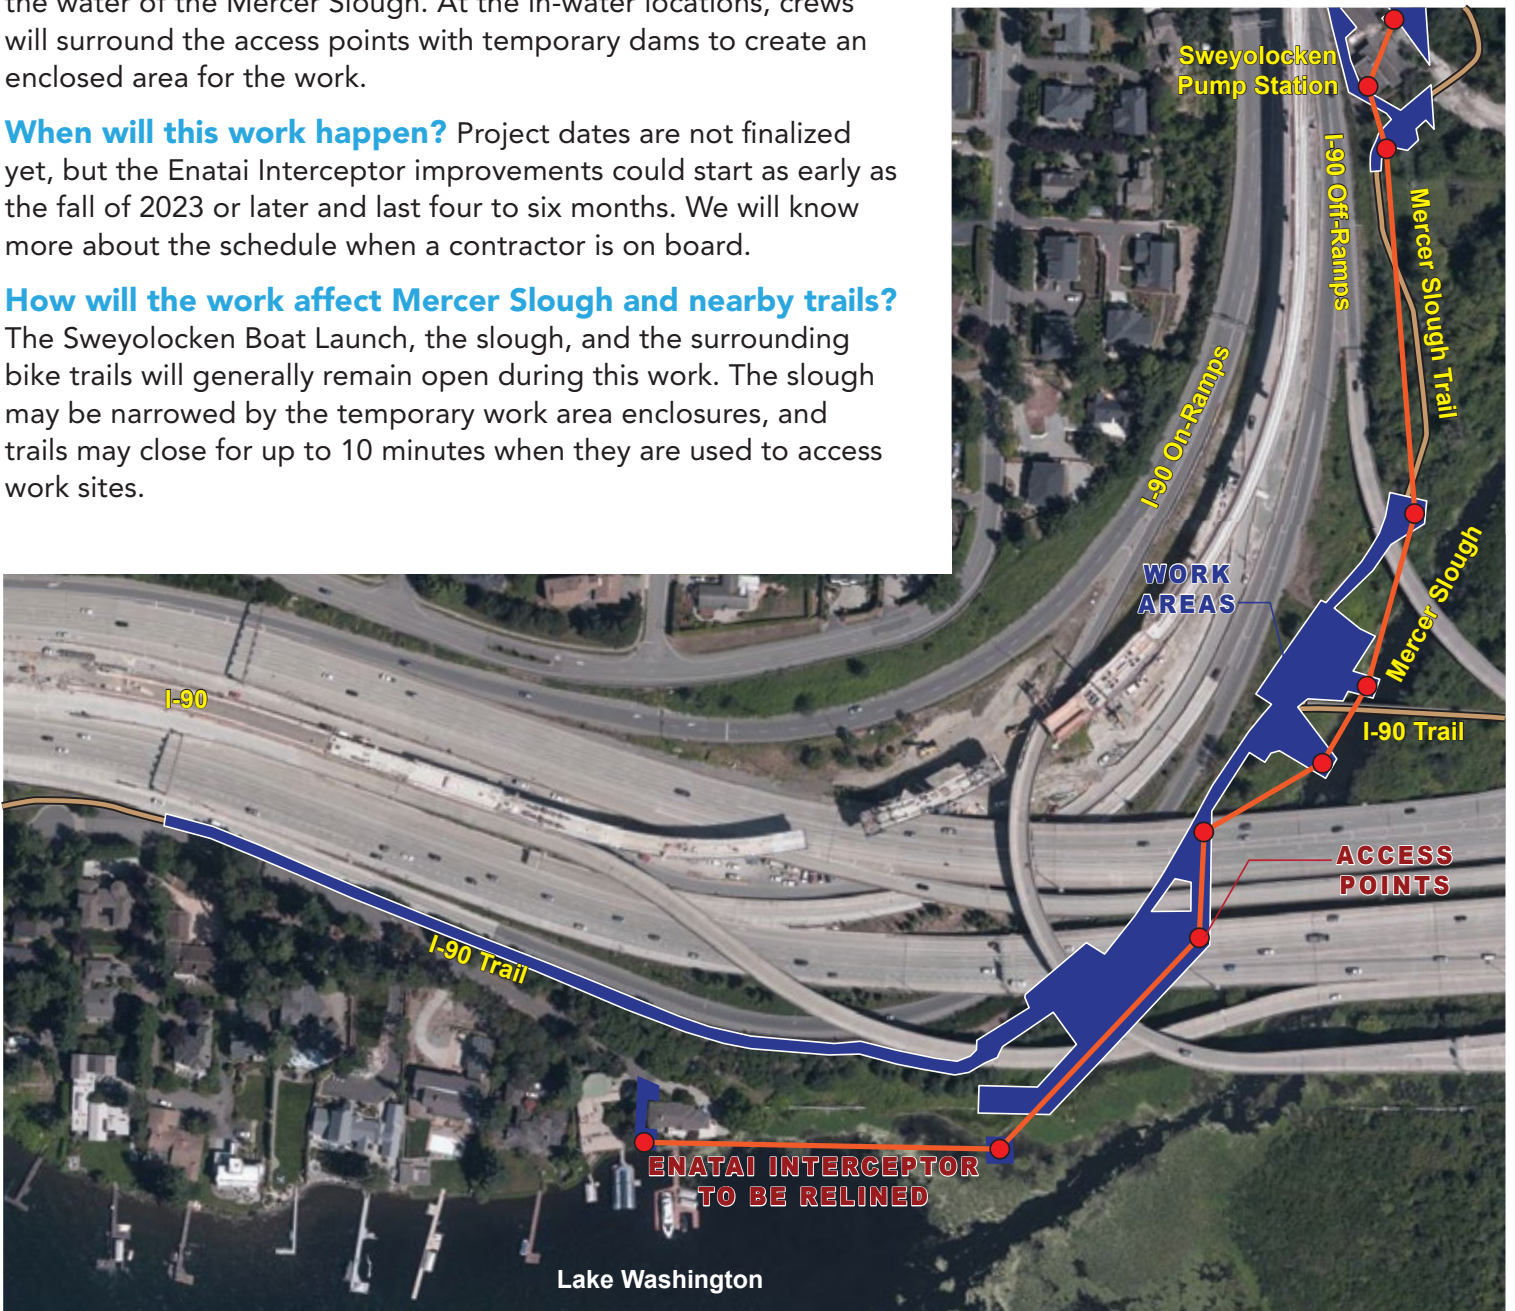 the water of the Mercer Slough. At the in-water locations, crews
will surround the access points with temporary dams to create an
enclosed area for the work.
When will this work happen? Project dates are not finalized
yet, but the Enatai Interceptor improvements could start as early as
the fall of 2023 or later and last four to six months. We will know
more about the schedule when a contractor is on board.
How will the work affect Mercer Slough and nearby trails?
The Sweyolocken Boat Launch, the slough, and the surrounding
bike trails will generally remain open during this work. The slough
may be narrowed by the temporary work area enclosures, and
trails may close for up to 10 minutes when they are used to access
work sites.
Sweyolocken
Pump Station
I-90 Off-Ramps
Mercer Slough Trail
I-90 On-Ramps
WORK
AREAS
Mercer Slough
I-90
I-90 Trail
ACCESS
POINTS
I-90 Trail
ENATAI INTERCEPTOR
TO BE RELINED
Lake Washington